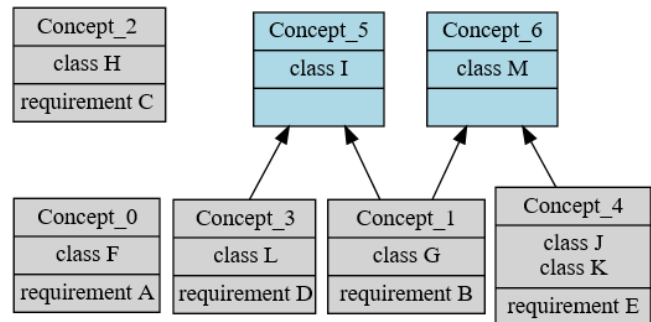 Concept_2
class H
requirement C
Concept_5
class I
Concept_6
class M
Concept_0
class F
requirement A
Concept_3
class L
requirement D
Concept_1
class G
requirement B
Concept_4
class J
class K
requirement E